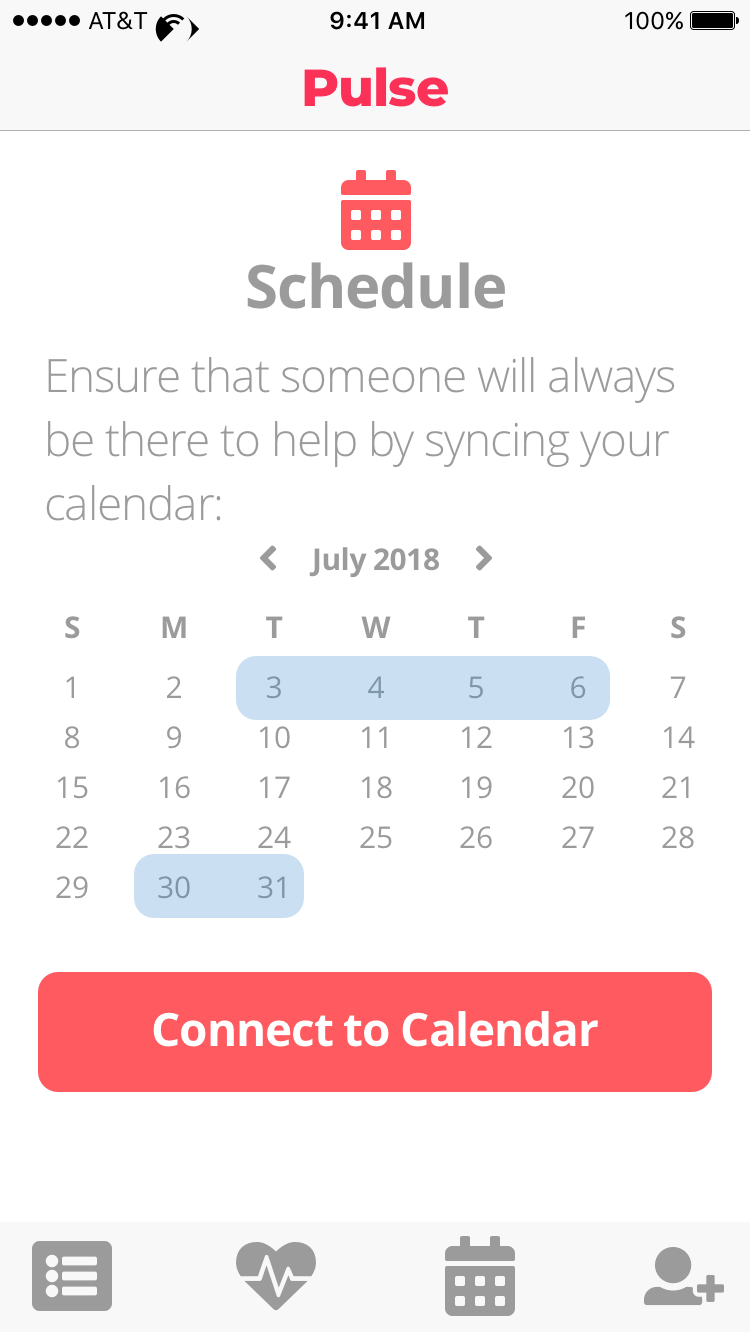 AT&T 9:41 AM 100%
Pulse
Schedule
Ensure that someone will always
be there to help by syncing your
calendar:
July 2018
S M T W T F S
1 2 3 4 5 6 7
8 9 10 11 12 13 14
15 16 17 18 19 20 21
22 23 24 25 26 27 28
29 30 31
Connect to Calendar